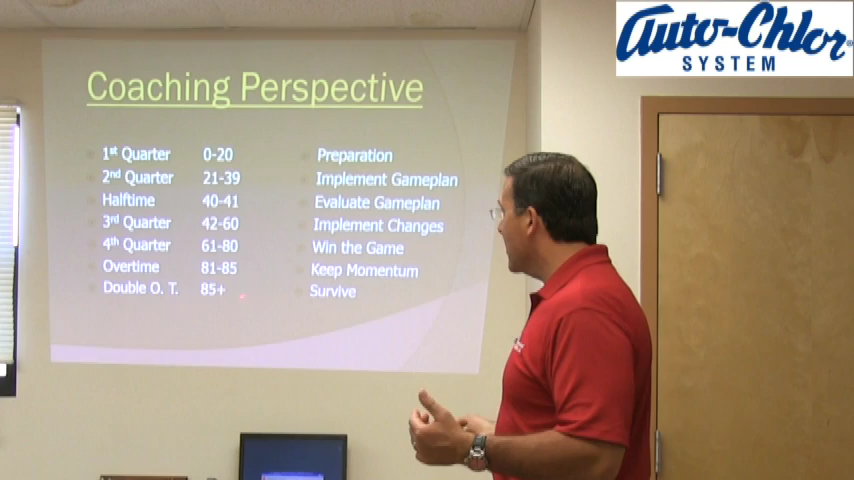 Auto-Chlor®
SYSTEM
Coaching Perspective
1st Quarter 0-20 Preparation
2nd Quarter 21-39 Implement Gameplan
Halftime 40-41 Evaluate Gameplan
3rd Quarter 42-60 Implement Changes
4th Quarter 61-80 Win the Game
Overtime 81-85 Keep Momentum
Double O. T. 85+ Survive